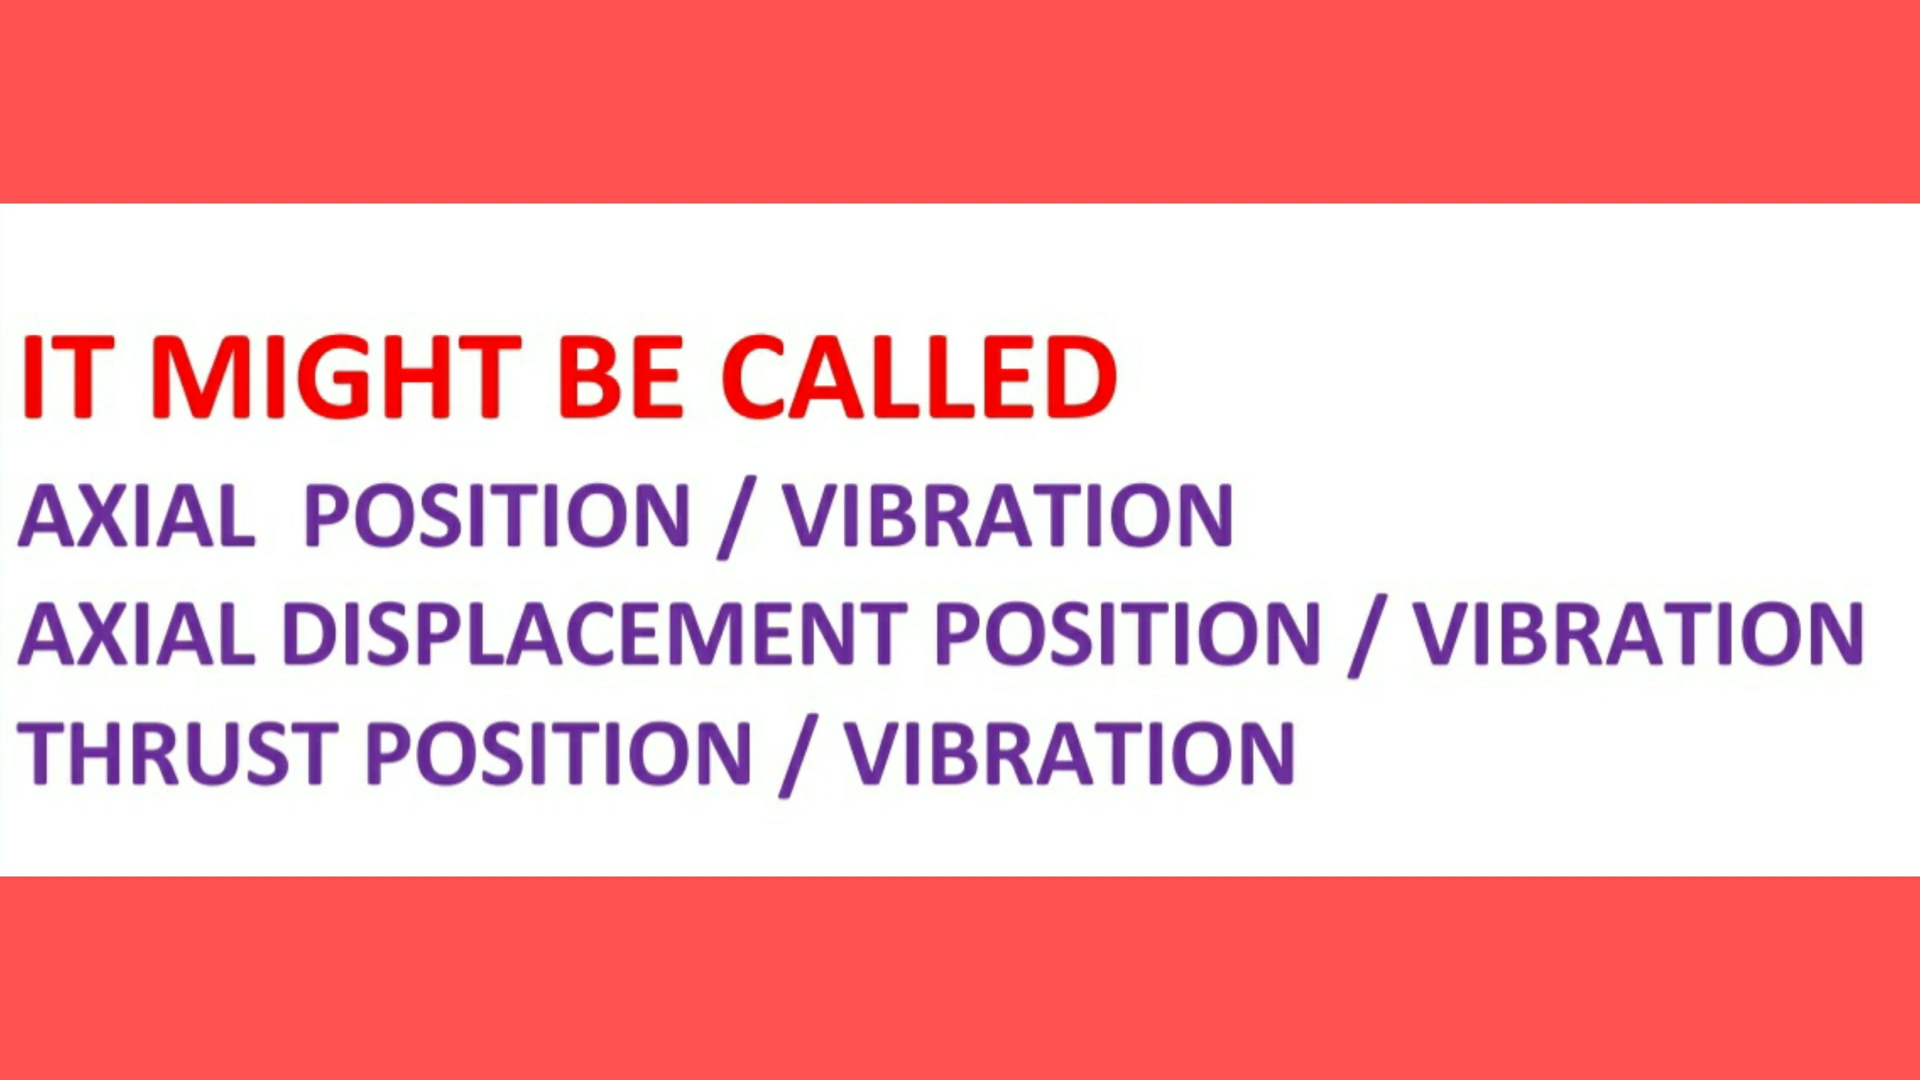 IT MIGHT BE CALLED
AXIAL POSITION / VIBRATION
AXIAL DISPLACEMENT POSITION / VIBRATION
THRUST POSITION / VIBRATION